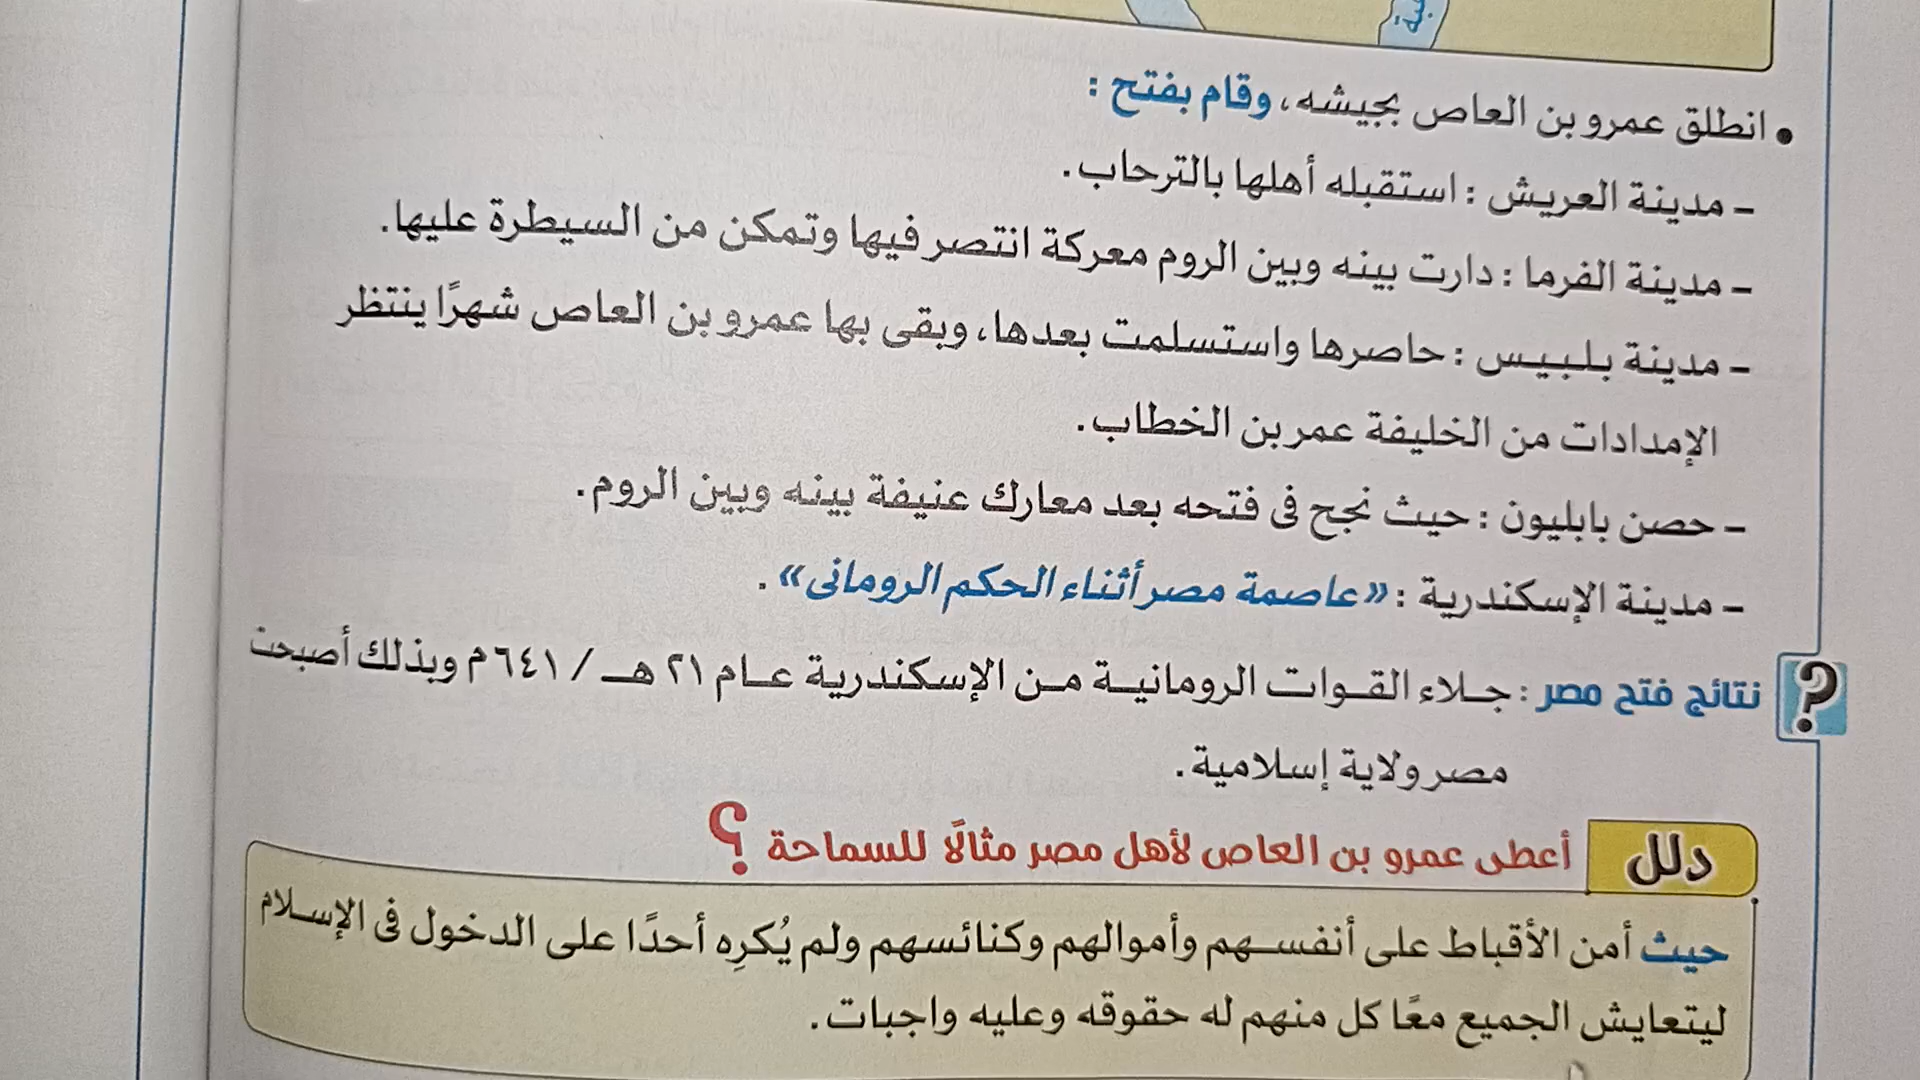 • انطلق عمرو بن العاص بجيشه، وقام بفتح :
- مدينة العريش : استقبله أهلها بالترحاب.
- مدينة الفرما : دارت بينه وبين الروم معركة انتصر فيها وتمكن من السيطرة عليها.
- مدينة بلبيس : حاصرها واستسلمت بعدها، وبقى بها عمرو بن العاص شهرًا ينتظر
الإمدادات من الخليفة عمر بن الخطاب.
- حصن بابليون : حيث نجح فى فتحه بعد معارك عنيفة بينه وبين الروم.
- مدينة الإسكندرية : «عاصمة مصر أثناء الحكم الرومانى» .
؟ نتائج فتح مصر : جلاء القوات الرومانية من الإسكندرية عام ٢١ هـ / ٦٤١ م وبذلك أصبحت
مصر ولاية إسلامية.
دلل أعطى عمرو بن العاص لأهل مصر مثالًا للسماحة ؟
حيث أمن الأقباط على أنفسهم وأموالهم وكنائسهم ولم يُكرِه أحدًا على الدخول فى الإسلام
ليتعايش الجميع معًا كل منهم له حقوقه وعليه واجبات.